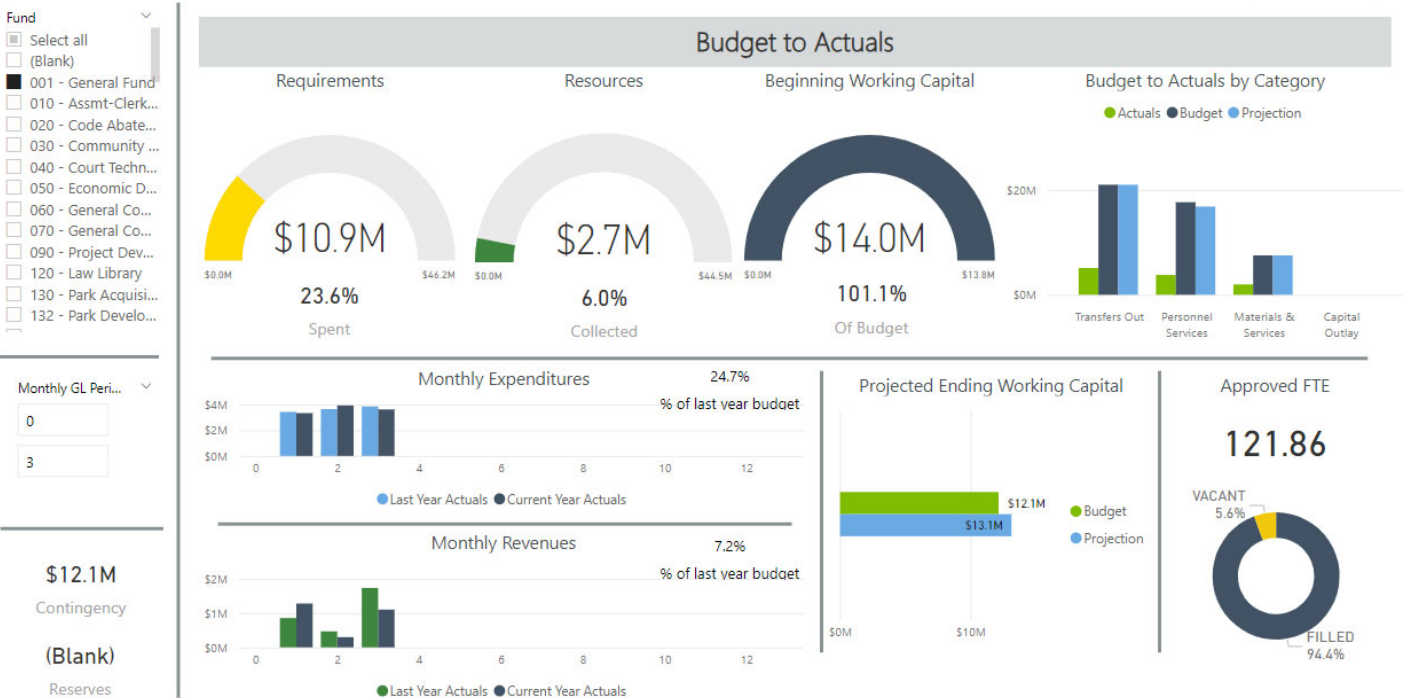 Fund
Select all
(Blank)
001 - General Fund
010 - Assmt-Clerk...
020 - Code Abate...
030 - Community ...
040 - Court Techn...
050 - Economic D...
060 - General Co...
070 - General Co...
090 - Project Dev...
120 - Law Library
130 - Park Acquisi...
132 - Park Develo...
Monthly GL Peri...
0
3
$12.1M
Contingency
(Blank)
Reserves
Budget to Actuals
Requirements
$10.9M
$0.0M $46.2M
23.6%
Spent
Resources
$2.7M
$0.0M $44.5M
6.0%
Collected
Beginning Working Capital
$14.0M
$0.0M $13.8M
101.1%
Of Budget
Budget to Actuals by Category
Actuals Budget Projection
$20M
$0M
Transfers Out
Personnel
Services
Materials &
Services
Capital
Outlay
Monthly Expenditures
24.7%
% of last year budget
$4M
$2M
$0M
0 2 4 6 8 10 12
Last Year Actuals Current Year Actuals
Monthly Revenues
7.2%
% of last year budget
$2M
$1M
$0M
0 2 4 6 8 10 12
Last Year Actuals Current Year Actuals
Projected Ending Working Capital
$12.1M
$13.1M
Budget
Projection
$0M $10M
Approved FTE
121.86
VACANT
5.6%
FILLED
94.4%